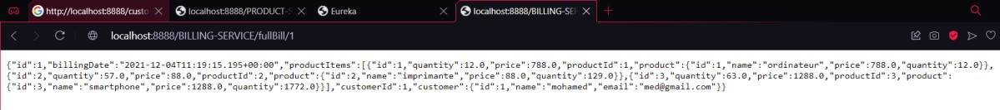 http://localhost:8888/custo
localhost:8888/PRODUCT-S
Eureka
localhost:8888/BILLING-SER
localhost:8888/BILLING-SERVICE/fullBill/1
{"id":1,"billingDate":"2021-12-04T11:19:15.195+00:00","productItems":[{"id":1,"quantity":12.0,"price":788.0,"productId":1,"product":{"id":1,"name":"ordinateur","price":788.0,"quantity":12.0}},
{"id":2,"quantity":57.0,"price":88.0,"productId":2,"product":{"id":2,"name":"imprimante","price":88.0,"quantity":129.0}},{"id":3,"quantity":63.0,"price":1288.0,"productId":3,"product":
{"id":3,"name":"smartphone","price":1288.0,"quantity":1772.0}}],"customerId":1,"customer":{"id":1,"name":"mohamed","email":"med@gmail.com"}}